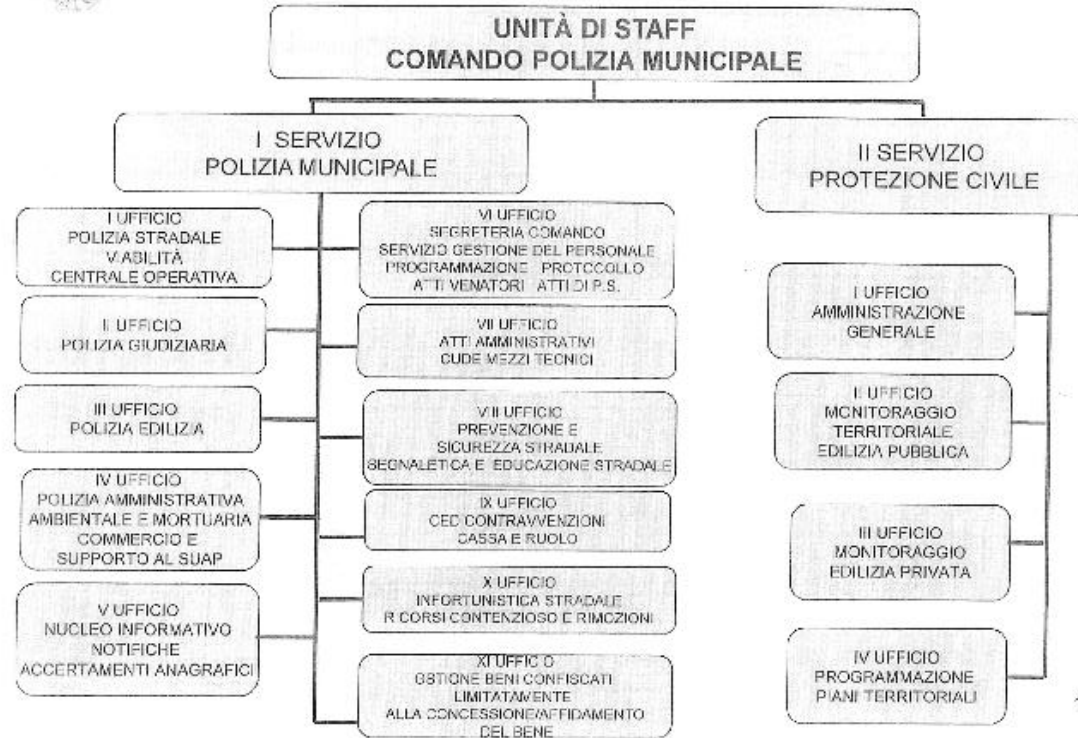 UNITÀ DI STAFF
COMANDO POLIZIA MUNICIPALE
I SERVIZIO
POLIZIA MUNICIPALE
II SERVIZIO
PROTEZIONE CIVILE
I UFFICIO
POLIZIA STRADALE
VIABILITÀ
CENTRALE OPERATIVA
II UFFICIO
POLIZIA GIUDIZIARIA
III UFFICIO
POLIZIA EDILIZIA
IV UFFICIO
POLIZIA AMMINISTRATIVA
AMBIENTALE E MORTUARIA
COMMERCIO E
SUPPORTO AL SUAP
V UFFICIO
NUCLEO INFORMATIVO
NOTIFICHE
ACCERTAMENTI ANAGRAFICI
VI UFFICIO
SEGRETERIA COMANDO
SERVIZIO GESTIONE DEL PERSONALE
PROGRAMMAZIONE PROTOCOLLO
ATTI VENATORI ATTI DI P.S.
VII UFFICIO
ATTI AMMINISTRATIVI
CUDE MEZZI TECNICI
VIII UFFICIO
PREVENZIONE E
SICUREZZA STRADALE
SEGNALETICA E EDUCAZIONE STRADALE
IX UFFICIO
CED CONTRAVVENZIONI
CASSA E RUOLO
X UFFICIO
INFORTUNISTICA STRADALE
RICORSI CONTENZIOSO E RIMOZIONI
XI UFFICIO
GSTIONE BENI CONFISCATI
LIMITATAMENTE
ALLA CONCESSIONE/AFFIDAMENTO
DEL BENE
I UFFICIO
AMMINISTRAZIONE
GENERALE
II UFFICIO
MONITORAGGIO
TERRITORIALE
EDILIZIA PUBBLICA
III UFFICIO
MONITORAGGIO
EDILIZIA PRIVATA
IV UFFICIO
PROGRAMMAZIONE
PIANI TERRITORIALI